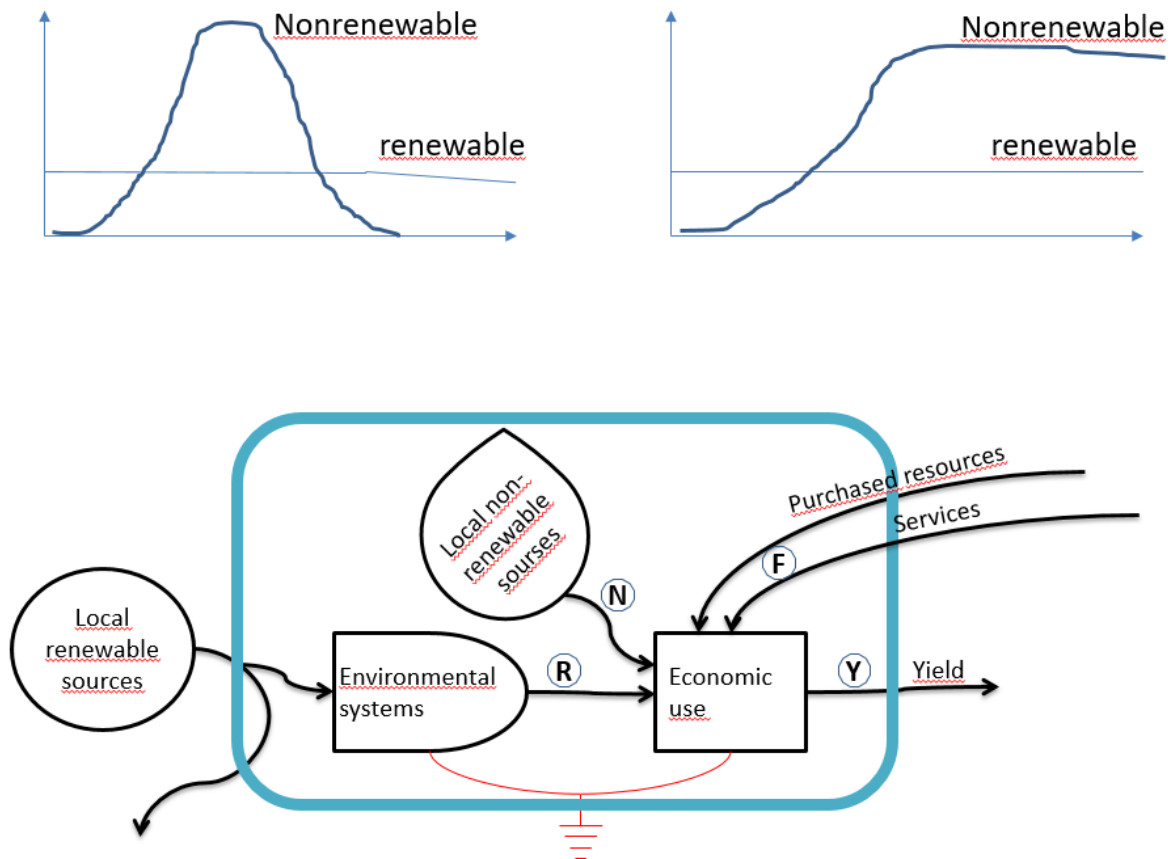 Nonrenewable
renewable
Nonrenewable
renewable
Local non-
renewable
sourses
Purchased resources
Services
F
N
Local
renewable
sources
Environmental
systems
R
Economic
use
Y
Yield